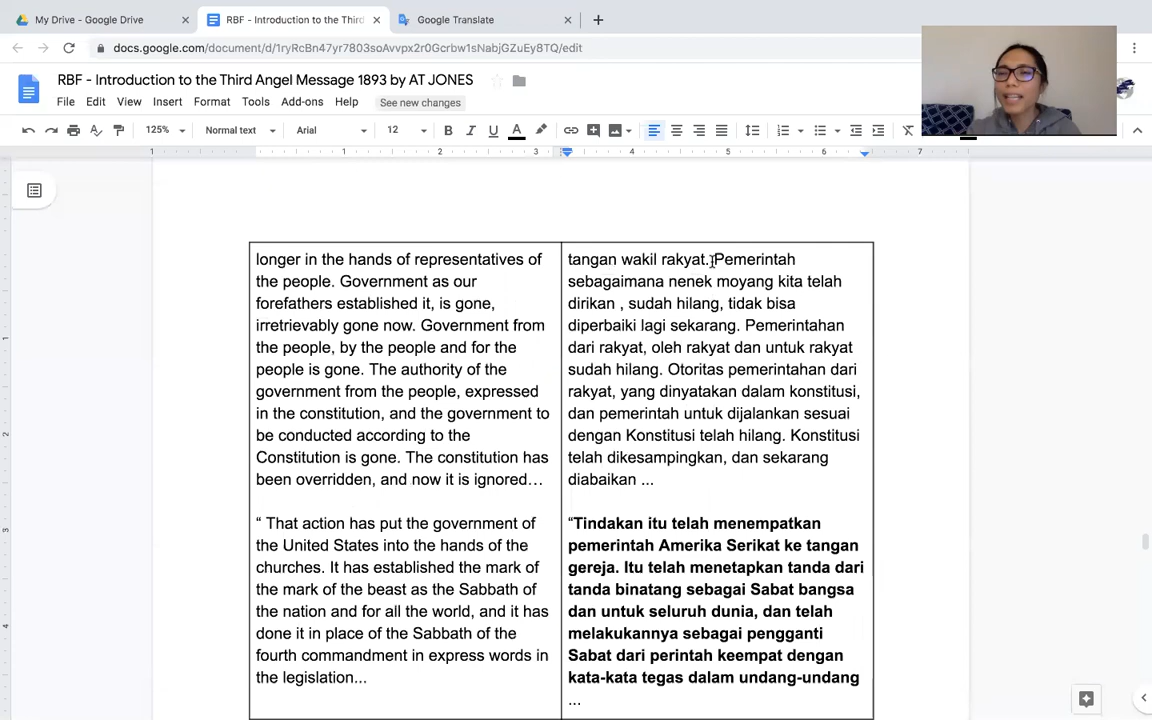 My Drive - Google Drive
RBF - Introduction to the Third
Google Translate
docs.google.com/document/d/1ryRcBn47yr7803soAvvpx2r0Gcrbw1sNabjGZuEy8TQ/edit
RBF - Introduction to the Third Angel Message 1893 by AT JONES
File Edit View Insert Format Tools Add-ons Help See new changes
125% Normal text Arial 12 B I U A
1 1 2 3 4 5 6 7
longer in the hands of representatives of
the people. Government as our
forefathers established it, is gone,
irretrievably gone now. Government from
the people, by the people and for the
people is gone. The authority of the
government from the people, expressed
in the constitution, and the government to
be conducted according to the
Constitution is gone. The constitution has
been overridden, and now it is ignored…
“ That action has put the government of
the United States into the hands of the
churches. It has established the mark of
the mark of the beast as the Sabbath of
the nation and for all the world, and it has
done it in place of the Sabbath of the
fourth commandment in express words in
the legislation...
tangan wakil rakyat. Pemerintah
sebagaimana nenek moyang kita telah
dirikan , sudah hilang, tidak bisa
diperbaiki lagi sekarang. Pemerintahan
dari rakyat, oleh rakyat dan untuk rakyat
sudah hilang. Otoritas pemerintahan dari
rakyat, yang dinyatakan dalam konstitusi,
dan pemerintah untuk dijalankan sesuai
dengan Konstitusi telah hilang. Konstitusi
telah dikesampingkan, dan sekarang
diabaikan ...
“Tindakan itu telah menempatkan
pemerintah Amerika Serikat ke tangan
gereja. Itu telah menetapkan tanda dari
tanda binatang sebagai Sabat bangsa
dan untuk seluruh dunia, dan telah
melakukannya sebagai pengganti
Sabat dari perintah keempat dengan
kata-kata tegas dalam undang-undang
...
1
2
3
4